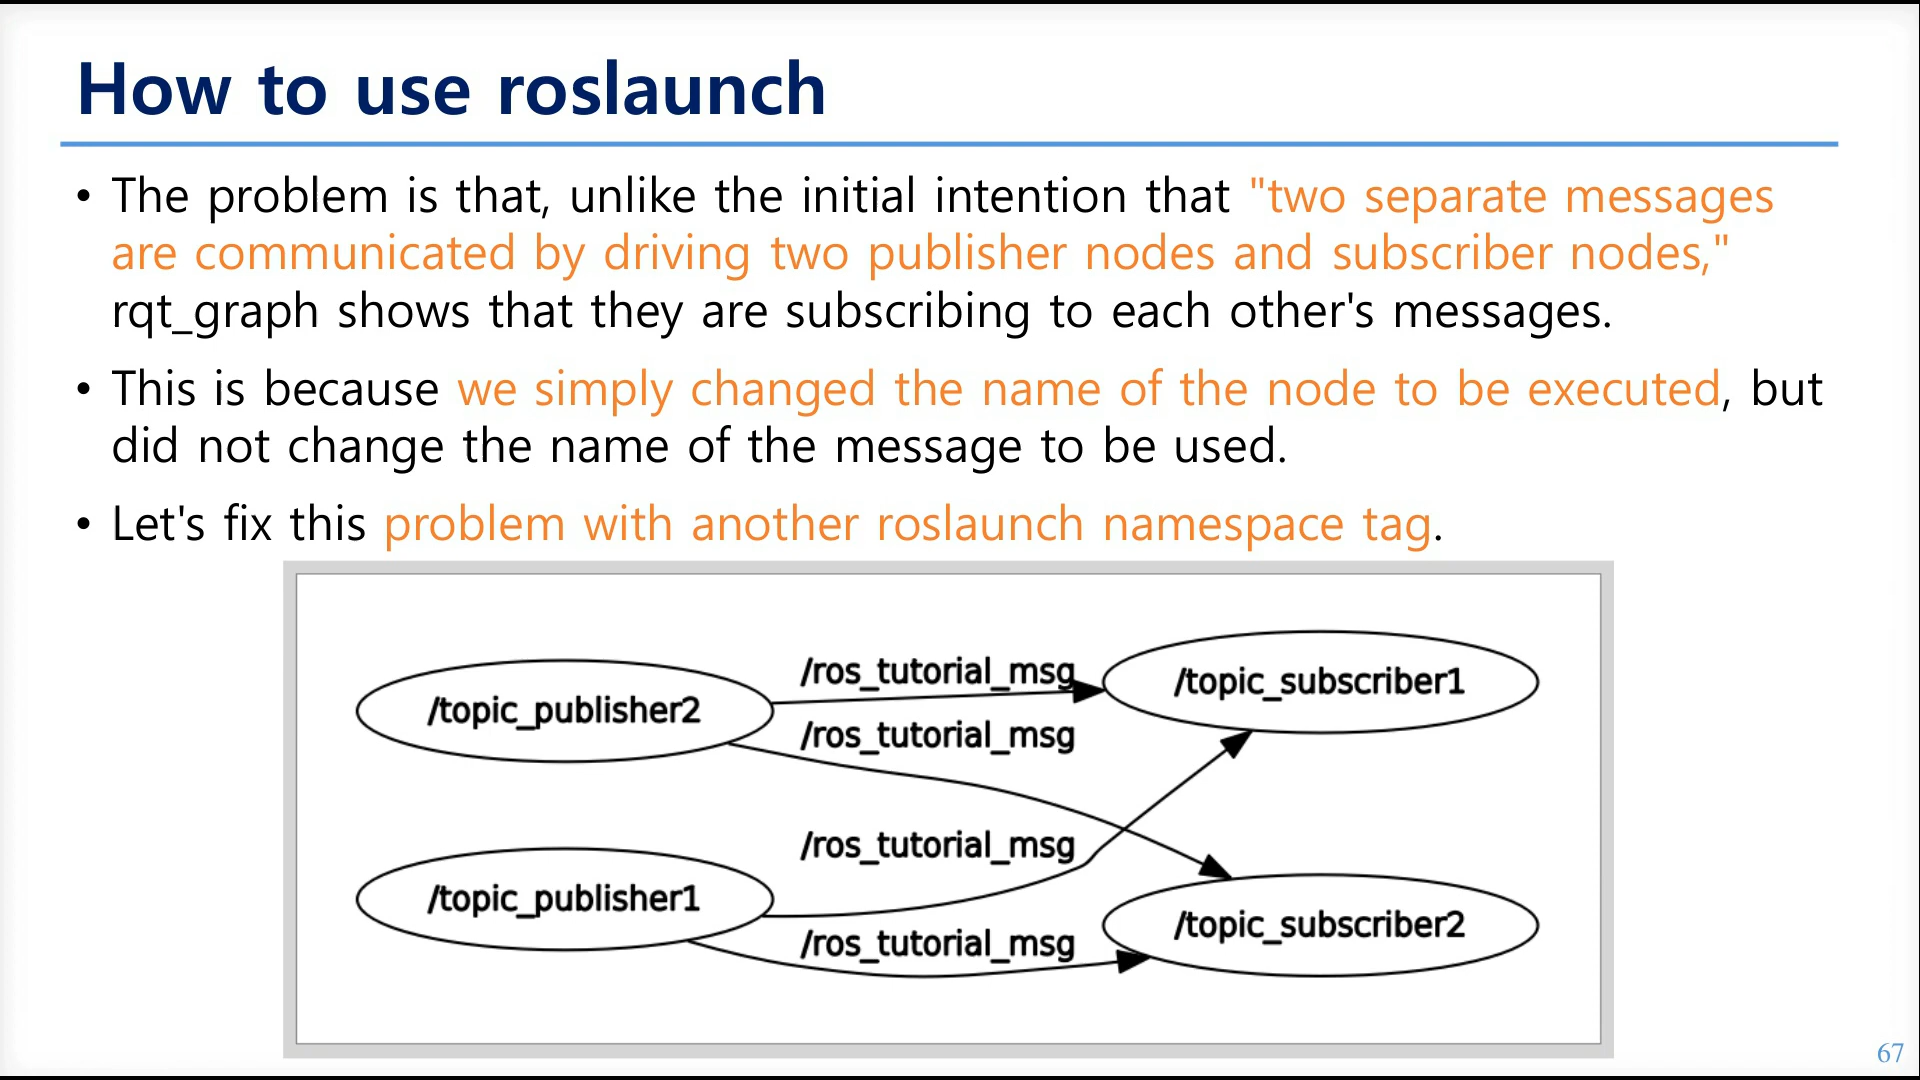 How to use roslaunch
• The problem is that, unlike the initial intention that "two separate messages
are communicated by driving two publisher nodes and subscriber nodes,"
rqt_graph shows that they are subscribing to each other's messages.
• This is because we simply changed the name of the node to be executed, but
did not change the name of the message to be used.
• Let's fix this problem with another roslaunch namespace tag.
/ros_tutorial_msg
/topic_subscriber1
/topic_publisher2
/ros_tutorial_msg
/ros_tutorial_msg
/topic_publisher1
/topic_subscriber2
/ros_tutorial_msg
67